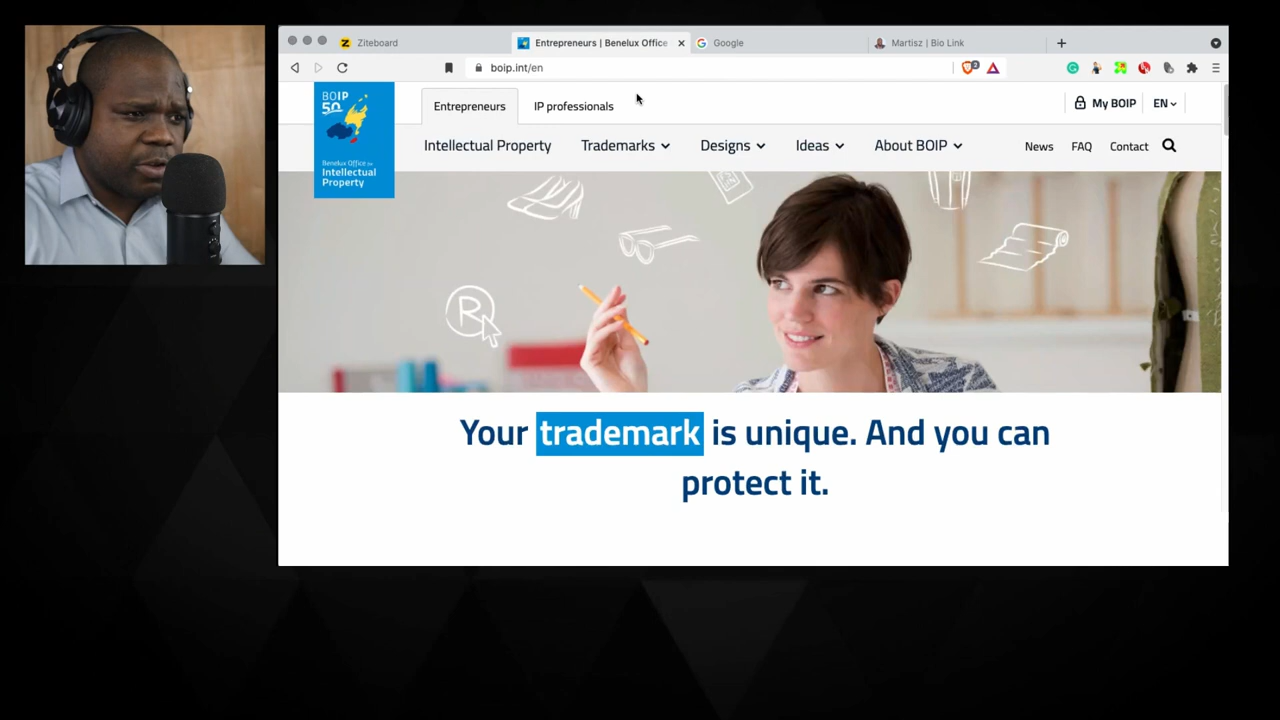 Ziteboard
Entrepreneurs | Benelux Office
Google
Martisz | Bio Link
boip.int/en
2
BOIP
50
Benelux Office for
Intellectual
Property
Entrepreneurs
IP professionals
My BOIP
EN
Intellectual Property
Trademarks
Designs
Ideas
About BOIP
News
FAQ
Contact
R
Your trademark is unique. And you can
protect it.